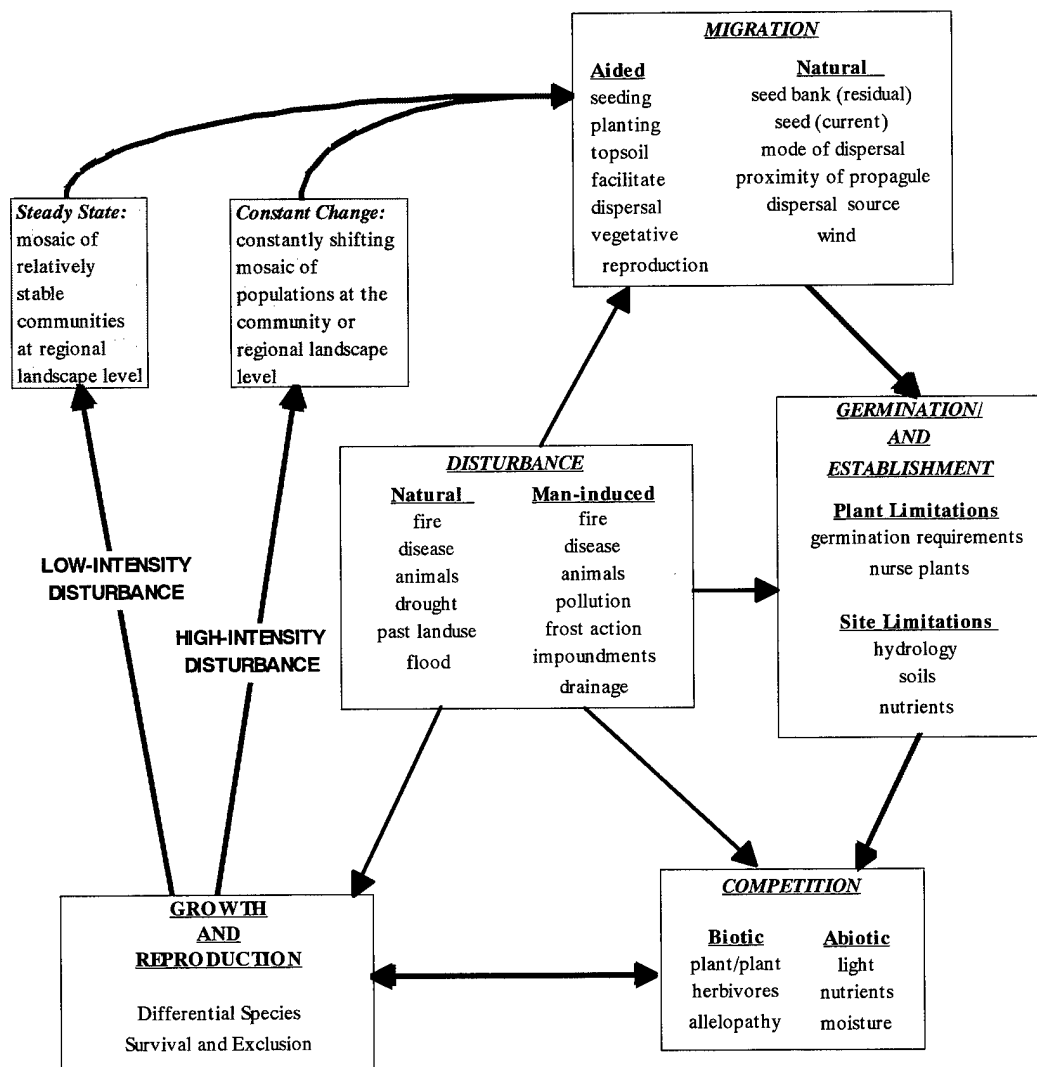 MIGRATION
Aided
seeding
planting
topsoil
facilitate
dispersal
vegetative
reproduction
Natural
seed bank (residual)
seed (current)
mode of dispersal
proximity of propagule
dispersal source
wind
Steady State:
mosaic of
relatively
stable
communities
at regional
landscape level
Constant Change:
constantly shifting
mosaic of
populations at the
community or
regional landscape
level
GERMINATION/
AND
ESTABLISHMENT
Plant Limitations
germination requirements
nurse plants
Site Limitations
hydrology
soils
nutrients
DISTURBANCE
Natural
fire
disease
animals
drought
past landuse
flood
Man-induced
fire
disease
animals
pollution
frost action
impoundments
drainage
LOW-INTENSITY
DISTURBANCE
HIGH-INTENSITY
DISTURBANCE
GROWTH
AND
REPRODUCTION
Differential Species
Survival and Exclusion
COMPETITION
Biotic
plant/plant
herbivores
allelopathy
Abiotic
light
nutrients
moisture